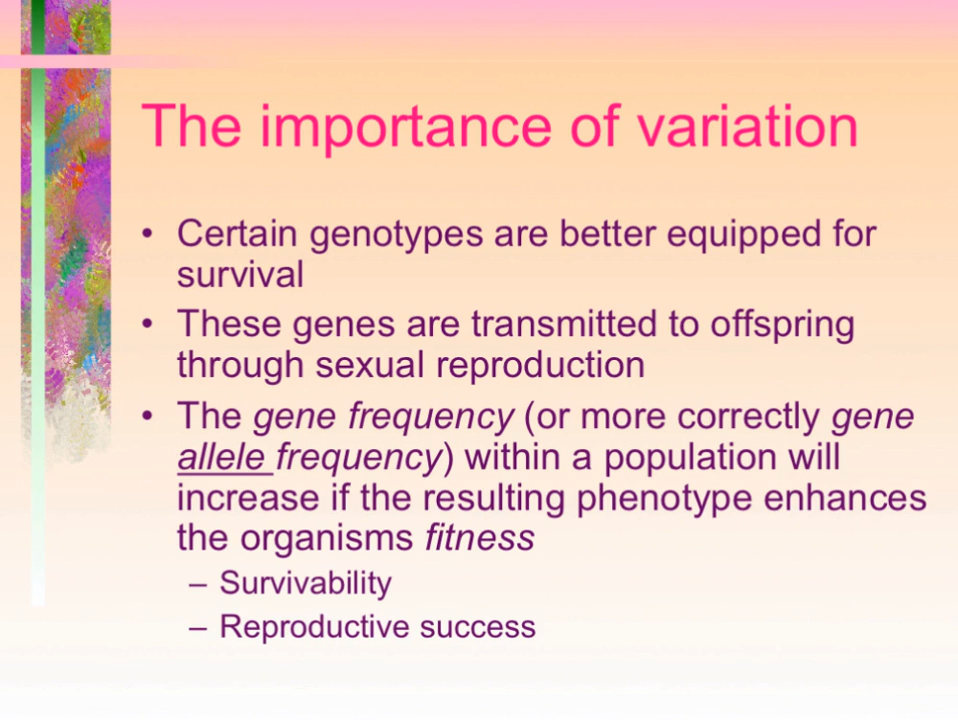 The importance of variation
• Certain genotypes are better equipped for
survival
• These genes are transmitted to offspring
through sexual reproduction
• The gene frequency (or more correctly gene
allele frequency) within a population will
increase if the resulting phenotype enhances
the organisms fitness
– Survivability
– Reproductive success